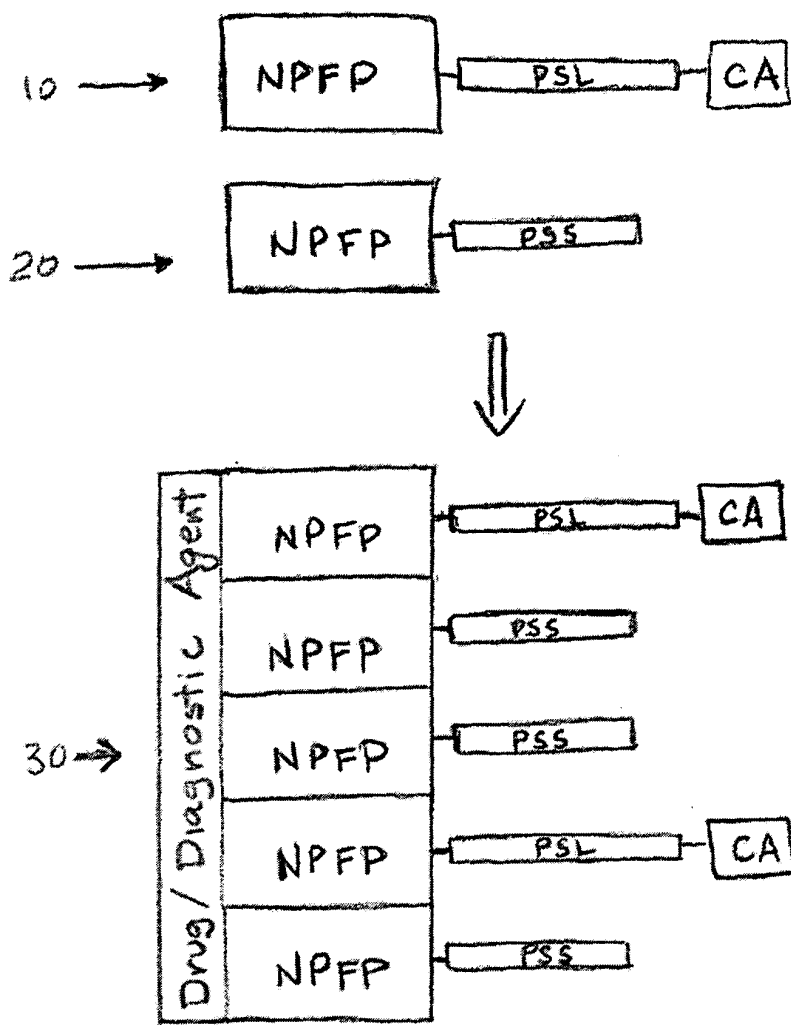 10 NPFP PSL CA
20 NPFP PSS
Drug/Diagnostic Agent
NPFP PSL CA
NPFP PSS
30 NPFP PSS
NPFP PSL CA
NPFP PSS